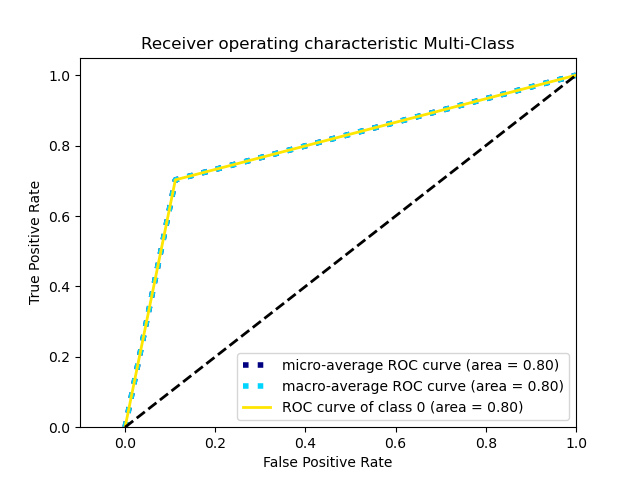 Receiver operating characteristic Multi-Class
True Positive Rate
1.0
0.8
0.6
0.4
0.2
0.0
micro-average ROC curve (area = 0.80)
macro-average ROC curve (area = 0.80)
ROC curve of class 0 (area = 0.80)
0.0 0.2 0.4 0.6 0.8 1.0
False Positive Rate